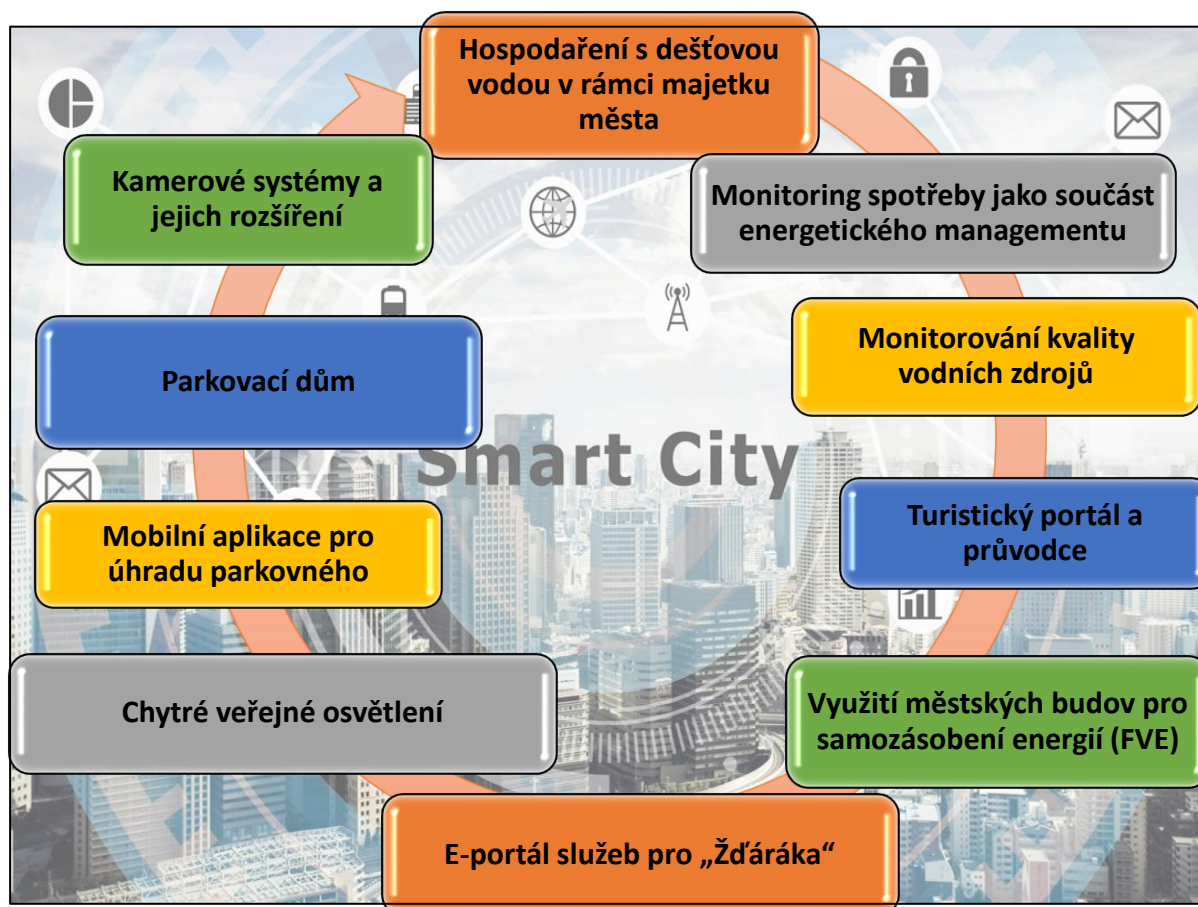 Hospodaření s dešťovou
vodou v rámci majetku
města
Monitoring spotřeby jako součást
energetického managementu
Monitorování kvality
vodních zdrojů
Turistický portál a
průvodce
Využití městských budov pro
samozásobení energií (FVE)
E-portál služeb pro „Žďáráka“
Chytré veřejné osvětlení
Mobilní aplikace pro
úhradu parkovného
Parkovací dům
Kamerové systémy a
jejich rozšíření
Smart City